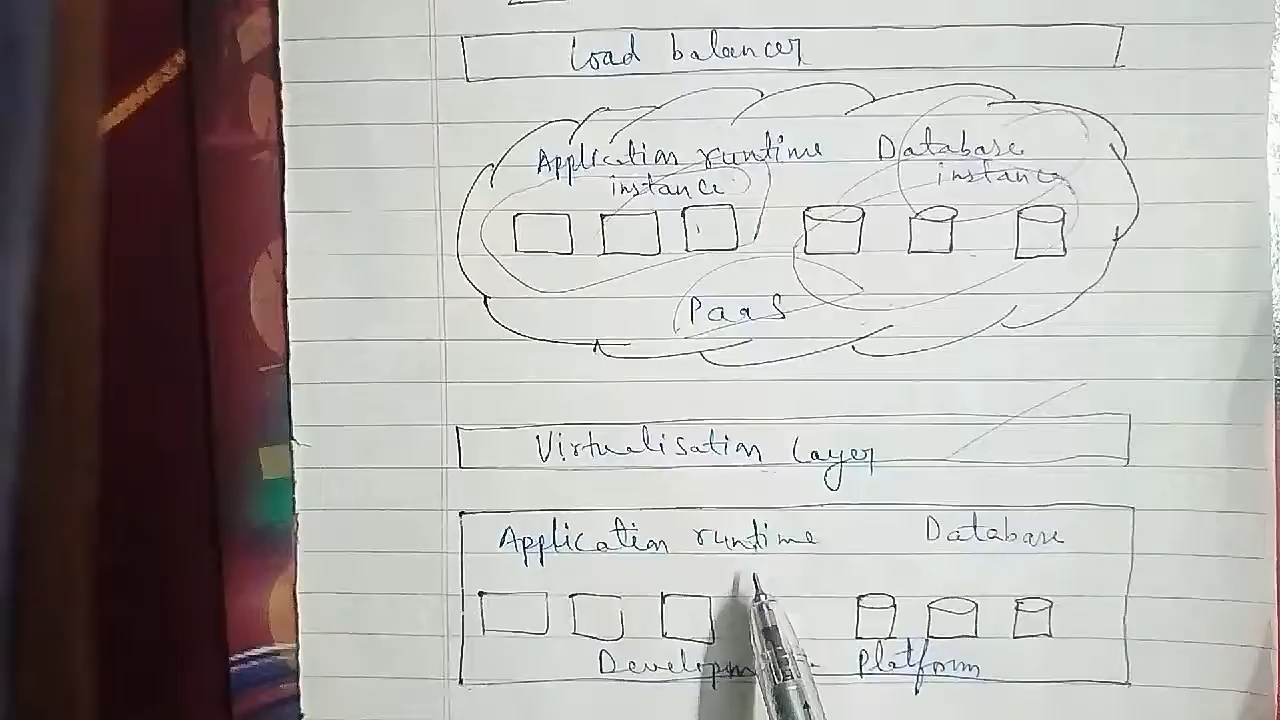 Load balancer
Application runtime Database
instance instance
PaaS
Virtualisation Layer
Application runtime Database
Platform